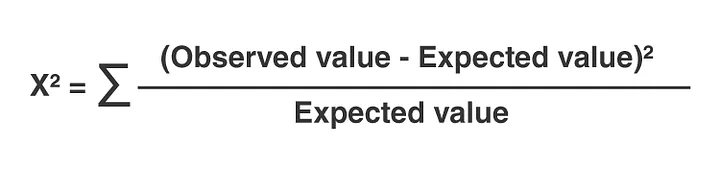 X² = ∑ (Observed value - Expected value)²
Expected value